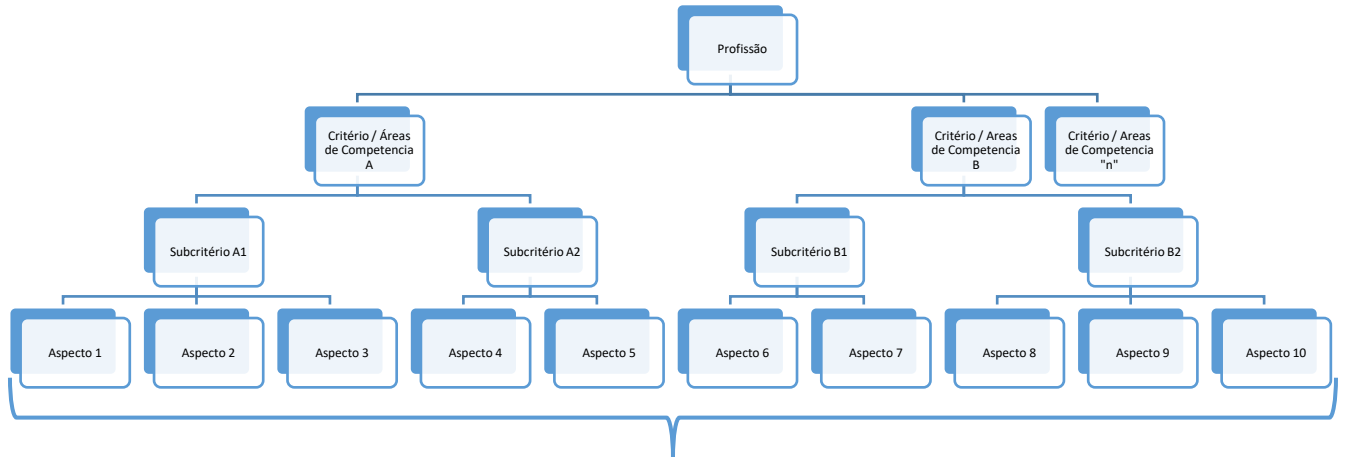 Profissão
Critério / Áreas
de Competencia
A
Critério / Areas
de Competencia
B
Critério / Areas
de Competencia
"n"
Subcritério A1
Subcritério A2
Subcritério B1
Subcritério B2
Aspecto 1
Aspecto 2
Aspecto 3
Aspecto 4
Aspecto 5
Aspecto 6
Aspecto 7
Aspecto 8
Aspecto 9
Aspecto 10